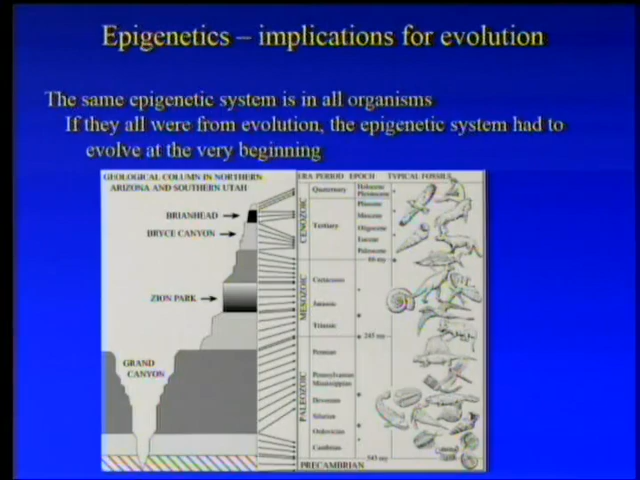 Epigenetics – implications for evolution
The same epigenetic system is in all organisms
If they all were from evolution, the epigenetic system had to
evolve at the very beginning
GEOLOGICAL COLUMN IN NORTHERN
ARIZONA AND SOUTHERN UTAH
ERA PERIOD EPOCH TYPICAL FOSSILS
Quaternary
Holocene
Pleistocene
BRIANHEAD
BRYCE CANYON
CENOZOIC
Tertiary
Pliocene
Miocene
Oligocene
Eocene
Paleocene
66 my
ZION PARK
MESOZOIC
Cretaceous
Jurassic
Triassic
245 my
GRAND
CANYON
PALEOZOIC
Permian
Pennsylvanian
Mississippian
Devonian
Silurian
Ordovician
Cambrian
543 my
PRECAMBRIAN